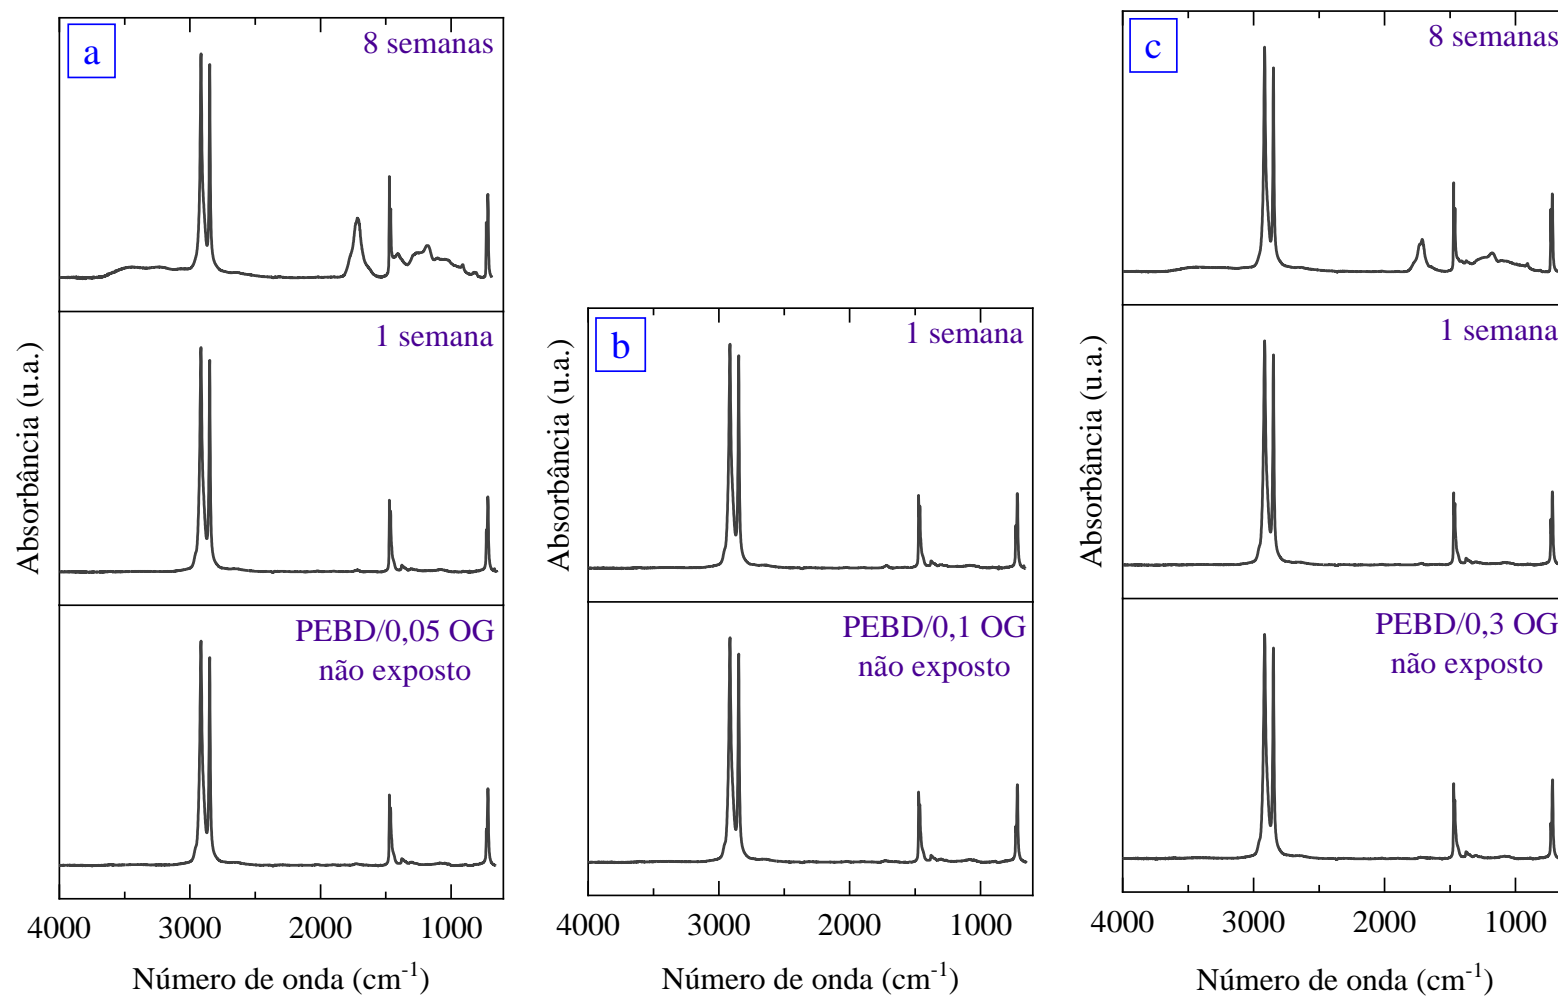 a
8 semanas
1 semana
PEBD/0,05 OG
não exposto
Absorbância (u.a.)
4000 3000 2000 1000
Número de onda (cm-1)
b
1 semana
PEBD/0,1 OG
não exposto
Absorbância (u.a.)
4000 3000 2000 1000
Número de onda (cm-1)
c
8 semanas
1 semana
PEBD/0,3 OG
não exposto
Absorbância (u.a.)
4000 3000 2000 1000
Número de onda (cm-1)